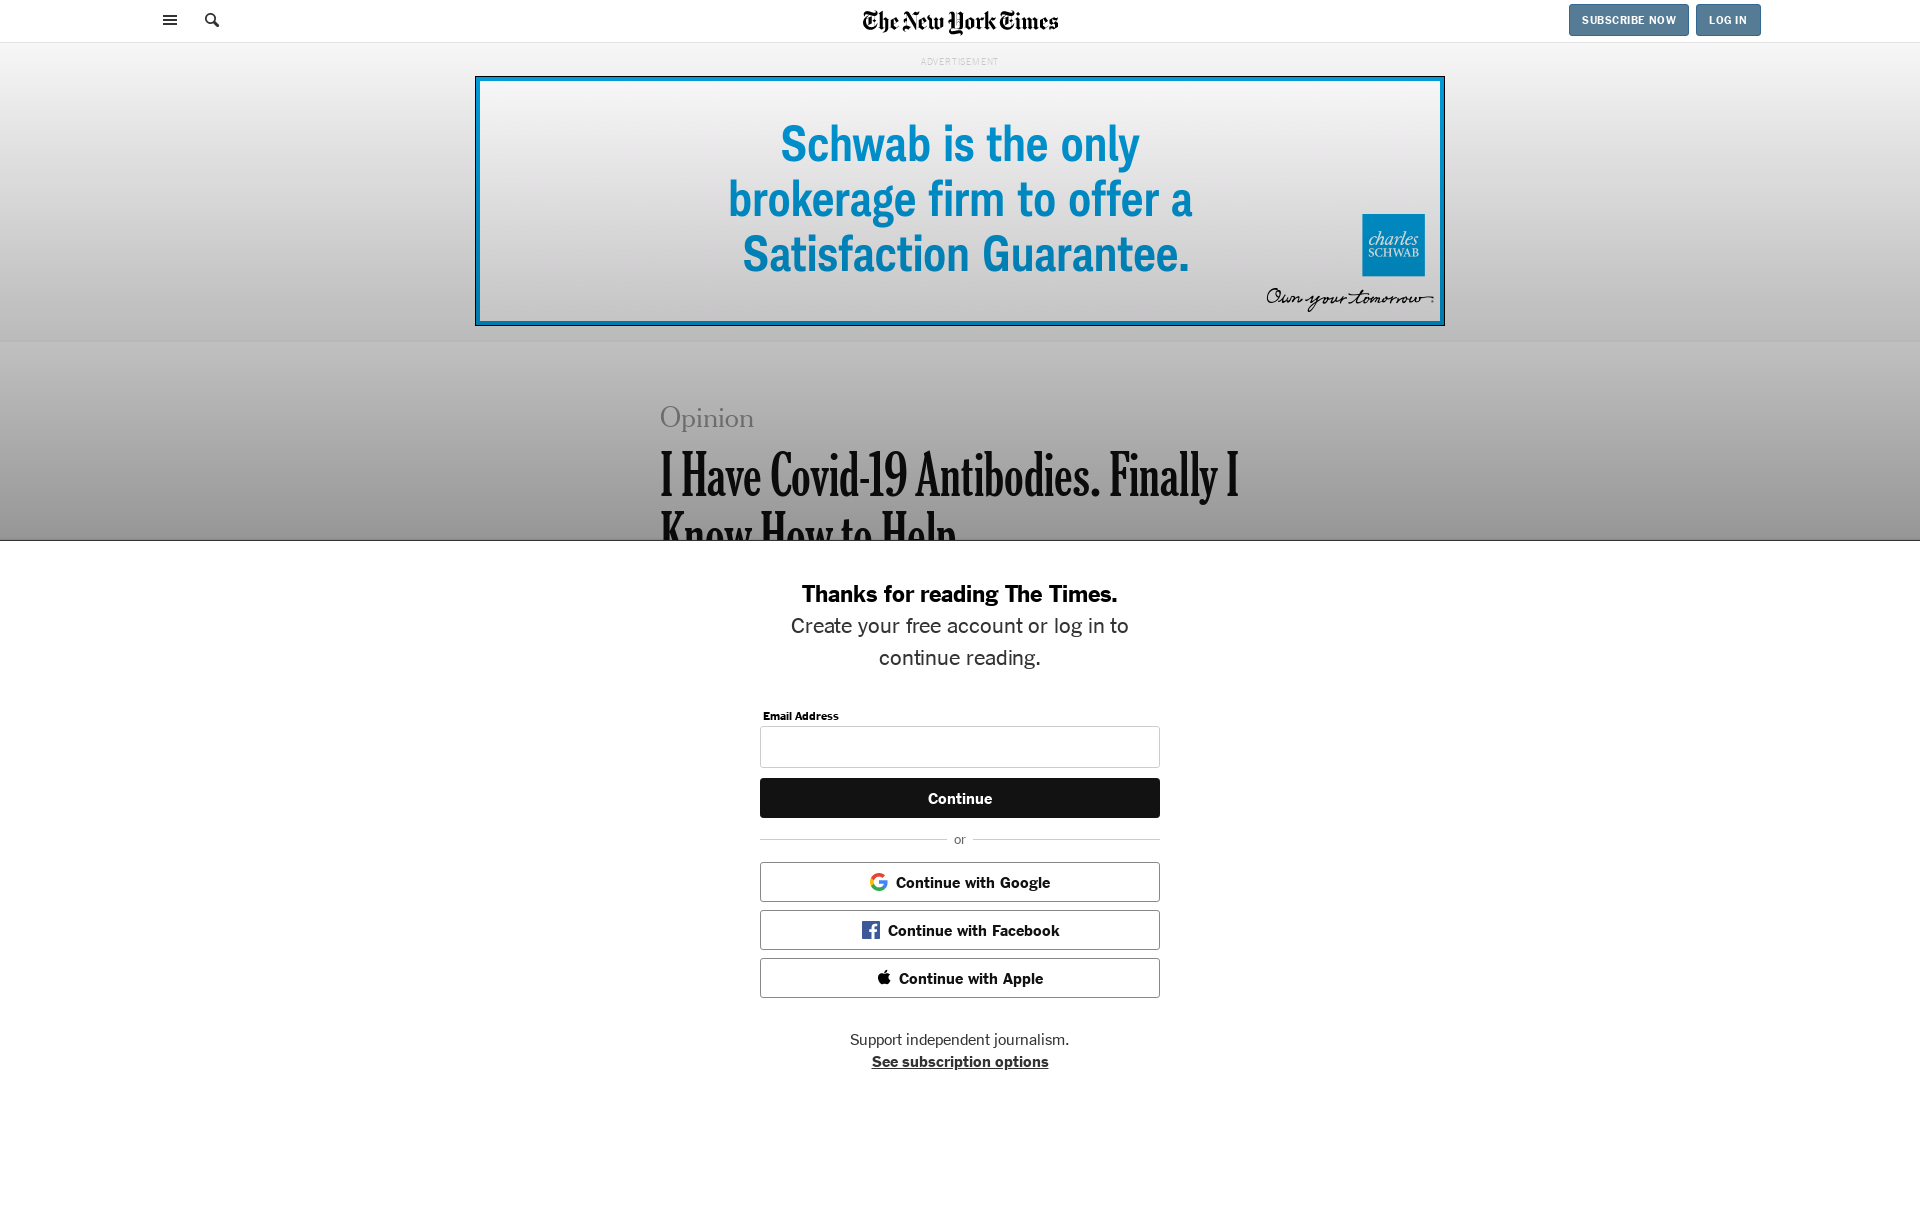 The New York Times
SUBSCRIBE NOW
LOG IN
ADVERTISEMENT
Schwab is the only
brokerage firm to offer a
Satisfaction Guarantee.
charles
SCHWAB
Own your tomorrow
Opinion
I Have Covid-19 Antibodies. Finally I
Know How to Help
Thanks for reading The Times.
Create your free account or log in to
continue reading.
Email Address
Continue
or
Continue with Google
Continue with Facebook
Continue with Apple
Support independent journalism.
See subscription options